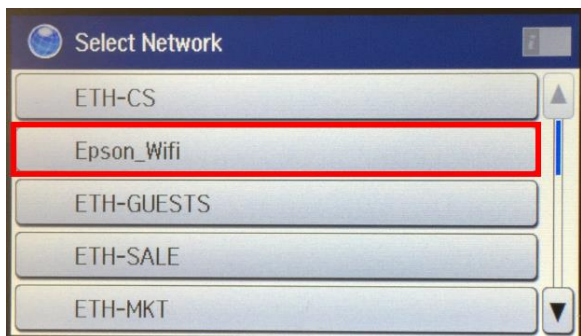 Select Network
ETH-CS
Epson_Wifi
ETH-GUESTS
ETH-SALE
ETH-MKT